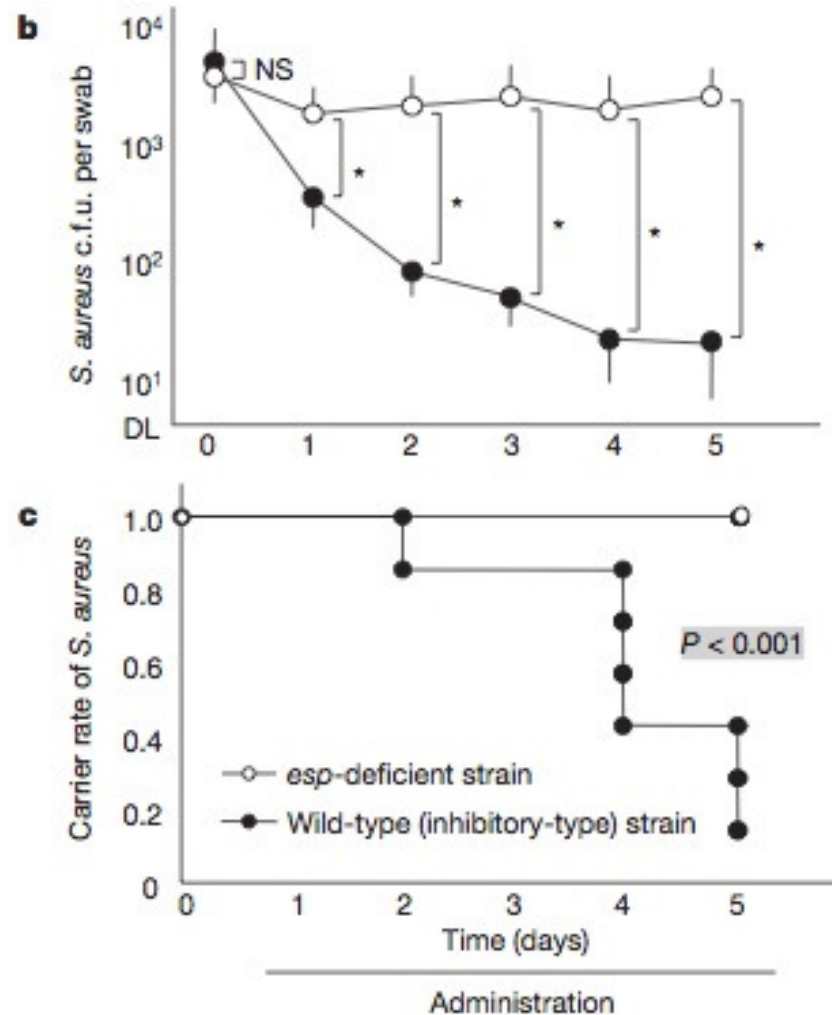 b
S. aureus c.f.u. per swab
10⁴
10³
10²
10¹
DL
NS
*
*
*
*
*
0 1 2 3 4 5
c
Carrier rate of S. aureus
1.0
0.8
0.6
0.4
0.2
0
P < 0.001
esp-deficient strain
Wild-type (inhibitory-type) strain
0 1 2 3 4 5
Time (days)
Administration